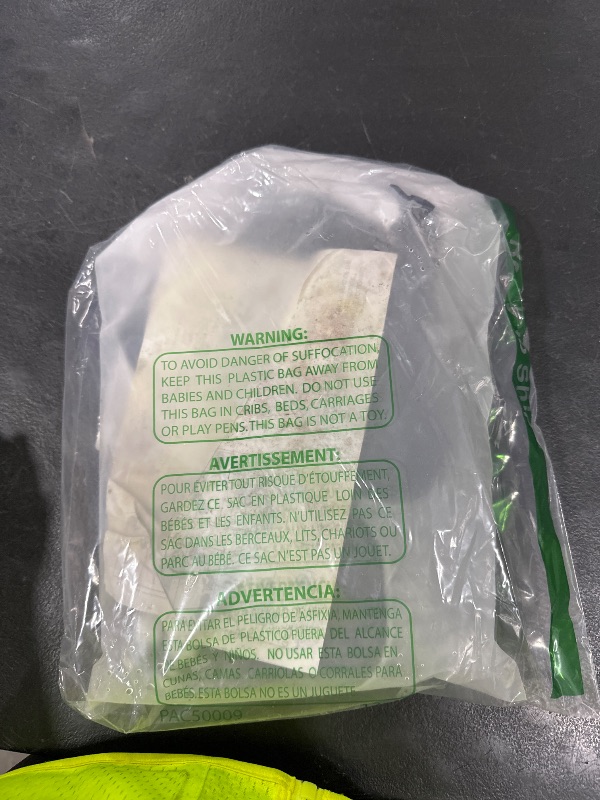 WARNING:
TO AVOID DANGER OF SUFFOCATION,
KEEP THIS PLASTIC BAG AWAY FROM
BABIES AND CHILDREN. DO NOT USE
THIS BAG IN CRIBS, BEDS, CARRIAGES
OR PLAY PENS. THIS BAG IS NOT A TOY.
AVERTISSEMENT:
POUR ÉVITER TOUT RISQUE D'ÉTOUFFEMENT,
GARDEZ CE SAC EN PLASTIQUE LOIN DES
BÉBÉS ET LES ENFANTS. N'UTILISEZ PAS CE
SAC DANS LES BERCEAUX, LITS, CHARIOTS OU
PARC AU BÉBÉ. CE SAC N'EST PAS UN JOUET.
ADVERTENCIA:
PARA EVITAR EL PELIGRO DE ASFIXIA, MANTENGA
ESTA BOLSA DE PLASTICO FUERA DEL ALCANCE
BEBES Y NIÑOS. NO USAR ESTA BOLSA EN
CUNAS, CAMAS, CARRIOLAS O CORRALES PARA
BEBÉS. ESTA BOLSA NO ES UN JUGUETE.
PAC50009